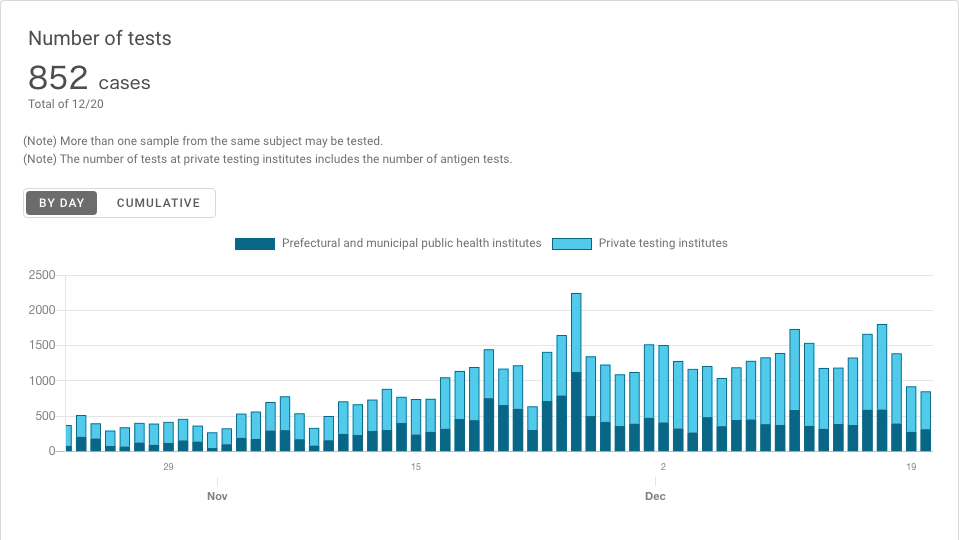 Number of tests
852 cases
Total of 12/20
(Note) More than one sample from the same subject may be tested.
(Note) The number of tests at private testing institutes includes the number of antigen tests.
BY DAY CUMULATIVE
Prefectural and municipal public health institutes Private testing institutes
2500
2000
1500
1000
500
0
29 15 2 19
Nov Dec